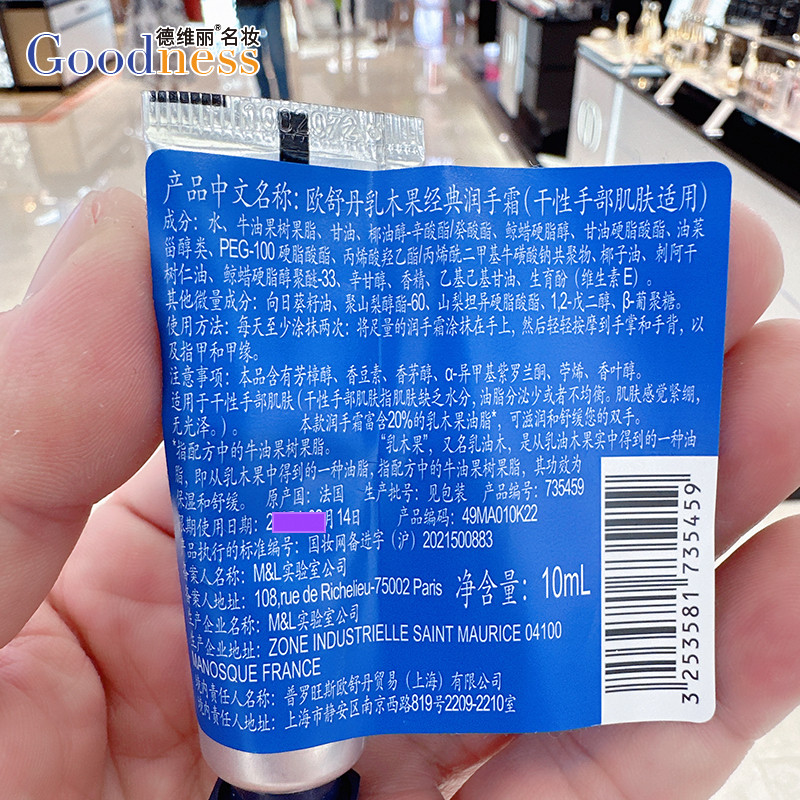 德维丽®名妆
Goodness
产品中文名称：欧舒丹乳木果经典润手霜（干性手部肌肤适用）
成分：水、牛油果树果脂、甘油、椰油醇-辛酸酯/癸酸酯、鲸蜡硬脂醇、甘油硬脂酸酯、油菜
甾醇类、PEG-100 硬脂酸酯、丙烯酸羟乙酯/丙烯酰二甲基牛磺酸钠共聚物、椰子油、刺阿干
树仁油、鲸蜡硬脂醇聚醚-33、辛甘醇、香精、乙基己基甘油、生育酚（维生素E）。
其他微量成分：向日葵籽油、聚山梨醇酯-60、山梨坦异硬脂酸酯、1,2-戊二醇、β-葡聚糖。
使用方法：每天至少涂抹两次：将足量的润手霜涂抹在手上，然后轻轻按摩到手掌和手背，以
及指甲和甲缘。
注意事项：本品含有芳樟醇、香豆素、香茅醇、α-异甲基紫罗兰酮、苧烯、香叶醇。
适用于干性手部肌肤（干性手部肌肤指肌肤缺乏水分，油脂分泌少或者不均衡。肌肤感觉紧绷，
无光泽。）。 本款润手霜富含20%的乳木果油脂*，可滋润和舒缓您的双手。
*指配方中的牛油果树果脂。 “乳木果”，又名乳油木，是从乳油木果实中得到的一种油
脂，即从乳木果中得到的一种油脂，指配方中的牛油果树果脂，其功效为
保湿和舒缓。 原产国：法国 生产批号：见包装 产品编号：735459
限期使用日期：2 月14日 产品编码：49MA010K22
产品执行的标准编号：国妆网备进字（沪）2021500883
备案人名称：M&L实验室公司 净含量：10mL
备案人地址：108,rue de Richelieu-75002 Paris
生产企业名称：M&L实验室公司
生产企业地址：ZONE INDUSTRIELLE SAINT MAURICE 04100
MANOSQUE FRANCE
境内责任人名称：普罗旺斯欧舒丹贸易（上海）有限公司
境内责任人地址：上海市静安区南京西路819号2209-2210室
3 253581 735459